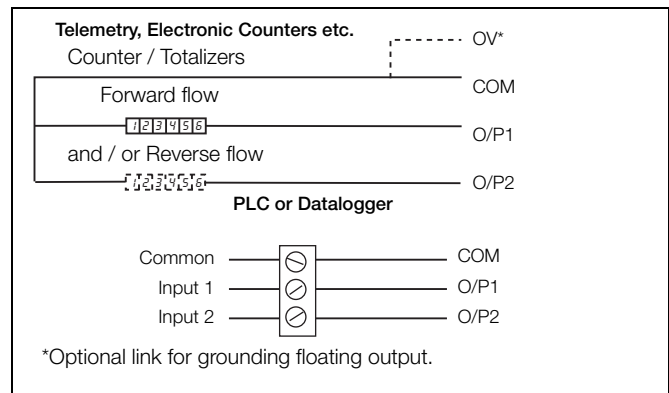 Telemetry, Electronic Counters etc.
OV*
Counter / Totalizers
COM
Forward flow
123456
O/P1
and / or Reverse flow
123456
O/P2
PLC or Datalogger
Common COM
Input 1 O/P1
Input 2 O/P2
*Optional link for grounding floating output.